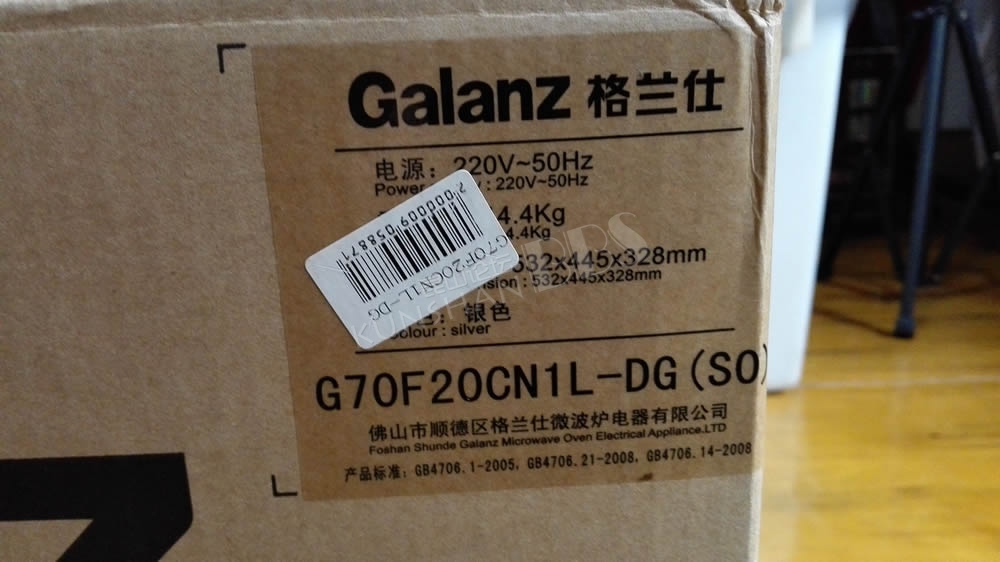 Galanz 格兰仕
电源：220V~50Hz
Power : 220V~50Hz
4.4Kg
4.4Kg
532x445x328mm
: 532x445x328mm
银色
Colour : silver
G70F20CN1L-DG(SO)
佛山市顺德区格兰仕微波炉电器有限公司
Foshan Shunde Galanz Microwave Oven Electrical Appliance.LTD
产品标准：GB4706.1-2005, GB4706.21-2008, GB4706.14-2008
2000009058871
G70F20CN1L-DG